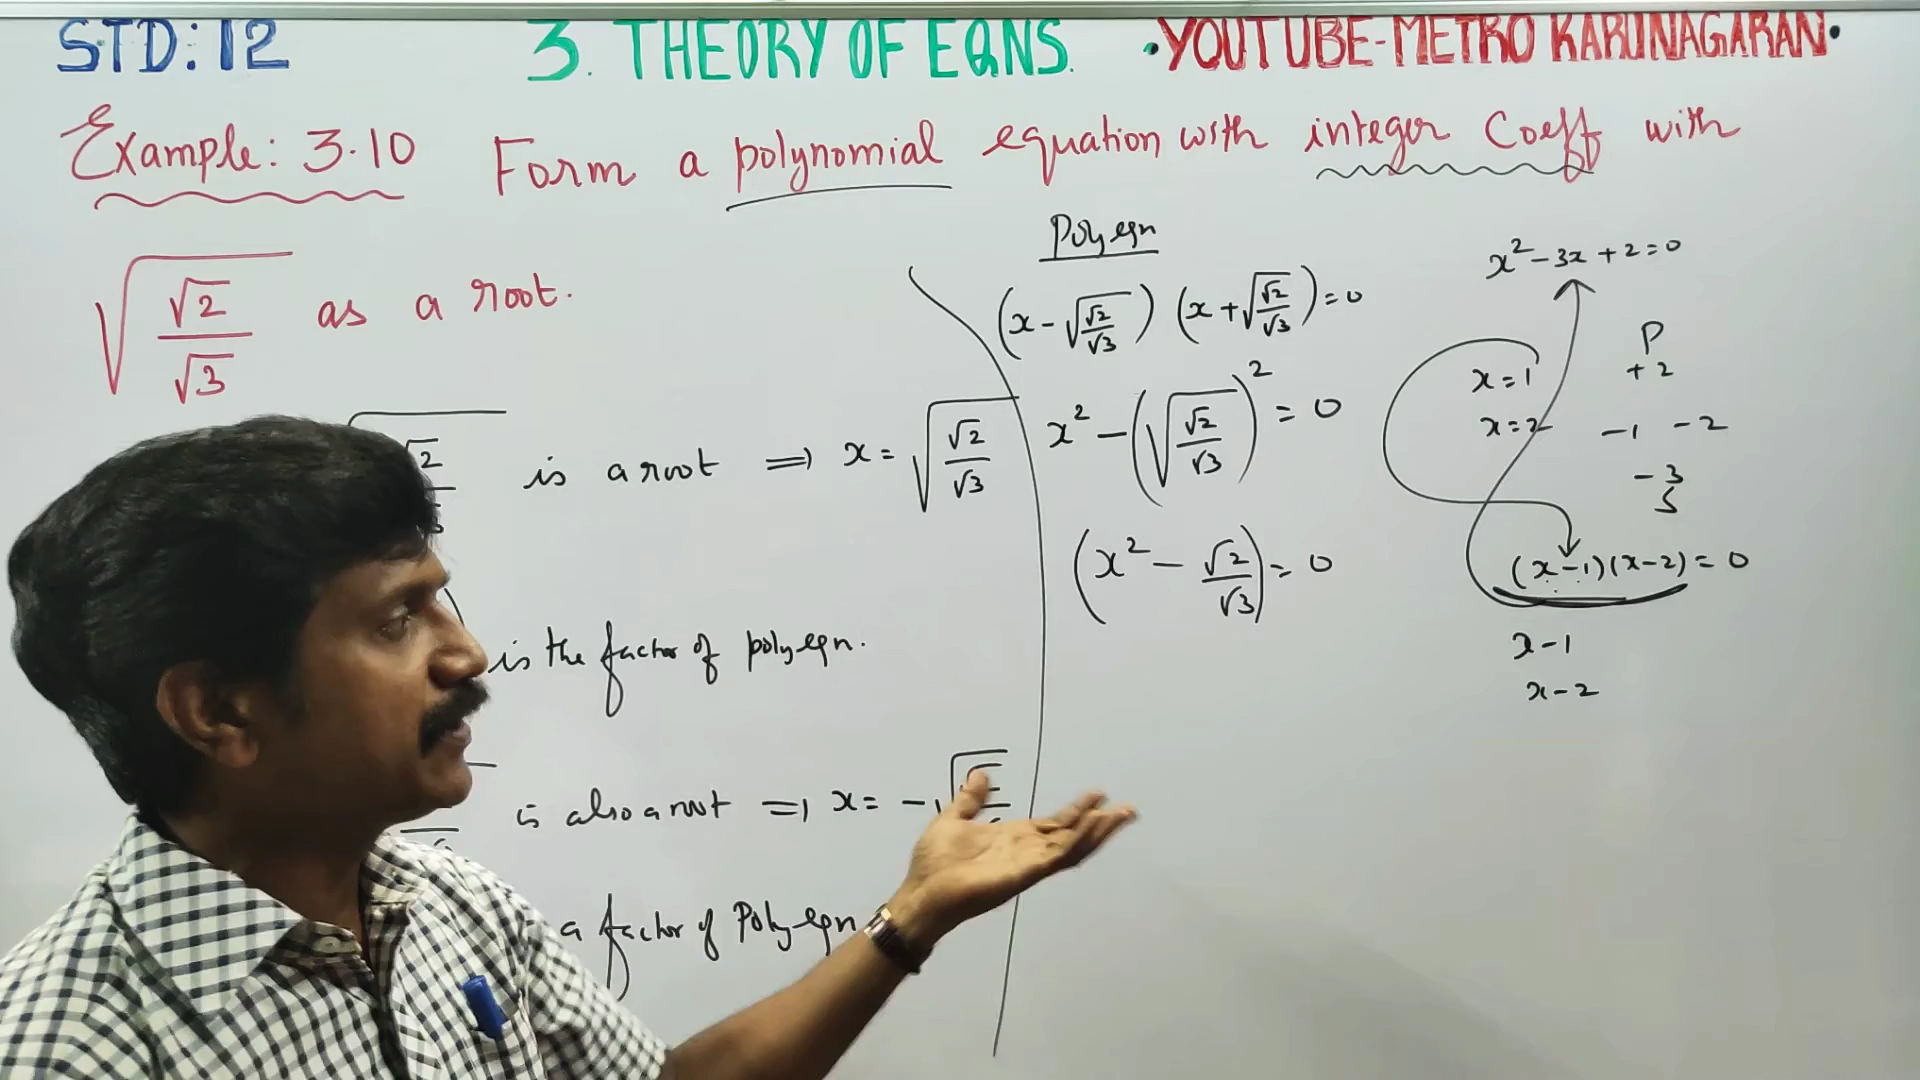 STD: 12
3. THEORY OF EQNS.
•YOUTUBE-METRO KARUNAGARAN•
Example: 3.10 Form a polynomial equation with integer Coeff with
√(√2/√3) as a root.
is a root ⟹ x = √(√2/√3)
is the factor of poly eqn.
is also a root ⟹ x = -
a factor of Poly eqn
Poly eqn
(x - √(√2/√3)) (x + √(√2/√3)) = 0
x² - (√(√2/√3))² = 0
(x² - √2/√3) = 0
x² - 3x + 2 = 0
x = 1
x = 2
P
+2
-1 -2
-3
S
(x-1)(x-2) = 0
x-1
x-2